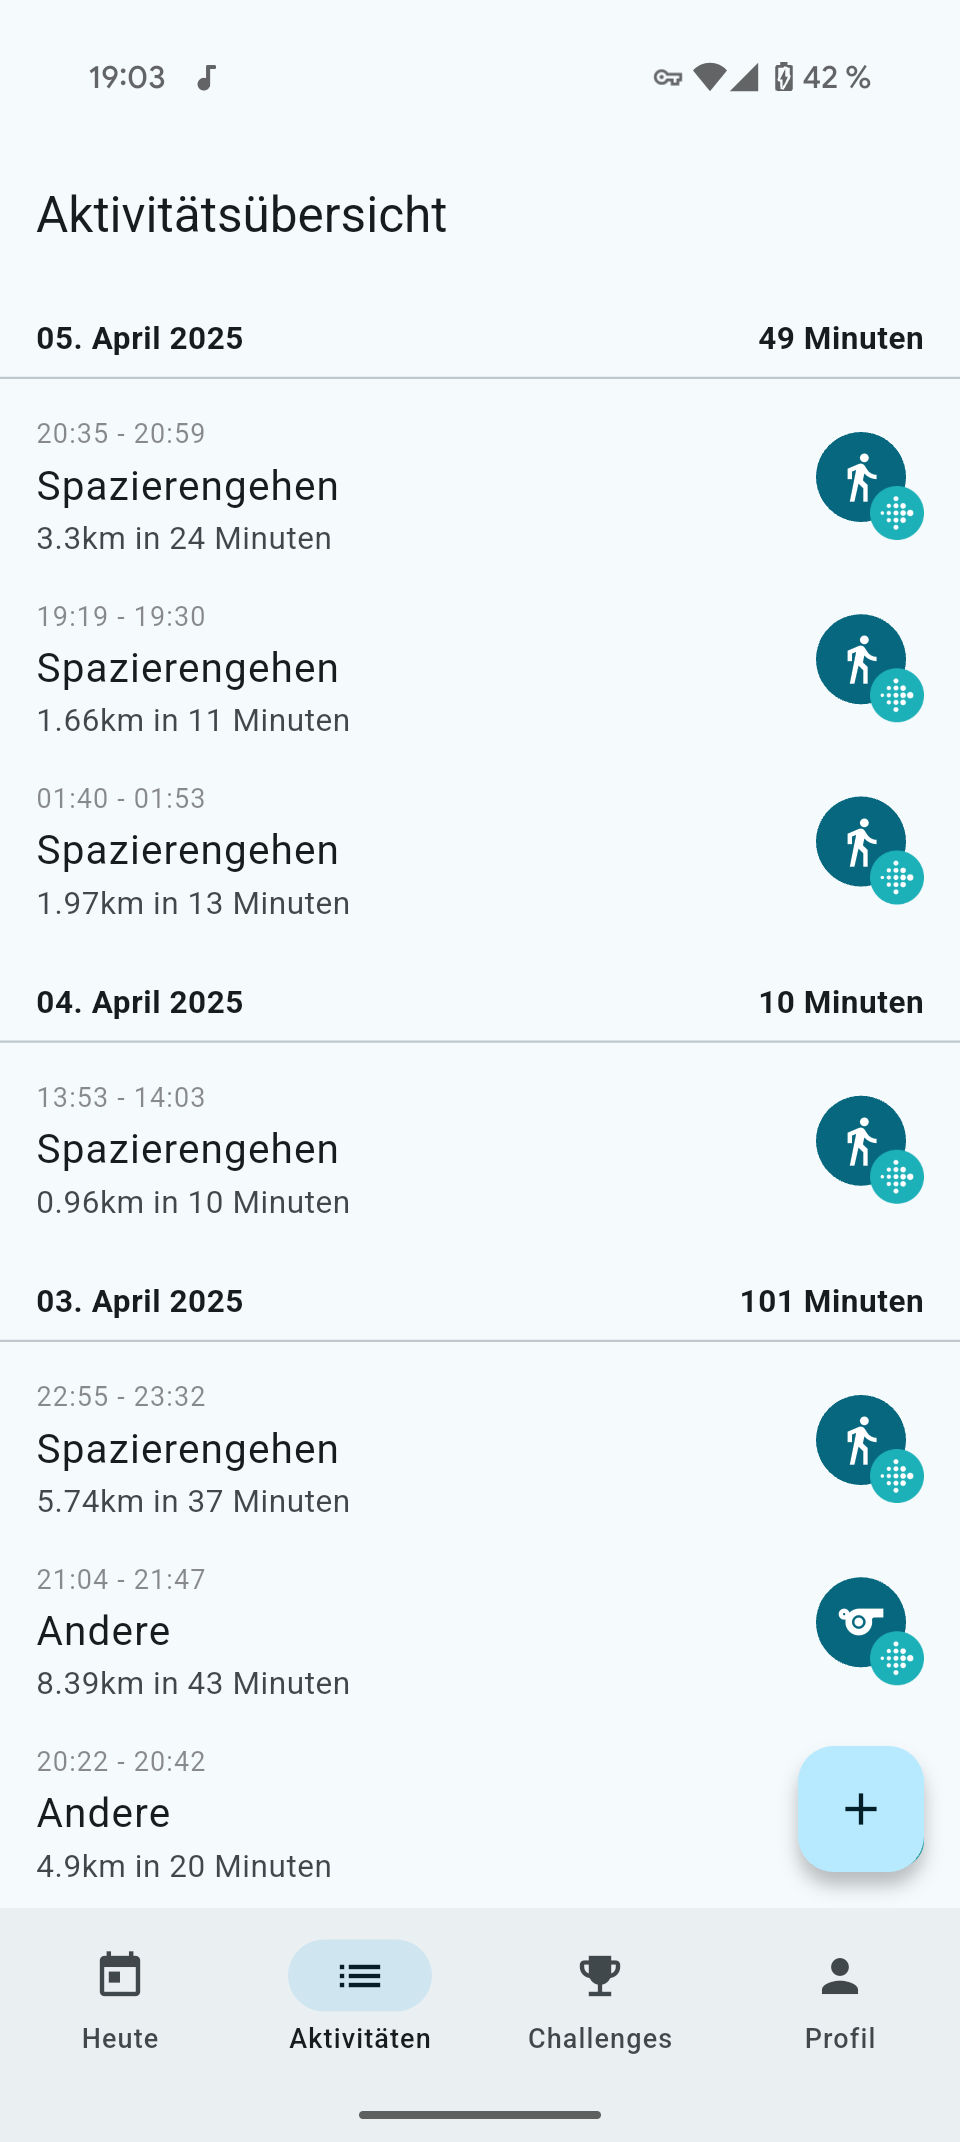 19:03
42 %
Aktivitätsübersicht
05. April 2025 49 Minuten
20:35 - 20:59
Spazierengehen
3.3km in 24 Minuten
19:19 - 19:30
Spazierengehen
1.66km in 11 Minuten
01:40 - 01:53
Spazierengehen
1.97km in 13 Minuten
04. April 2025 10 Minuten
13:53 - 14:03
Spazierengehen
0.96km in 10 Minuten
03. April 2025 101 Minuten
22:55 - 23:32
Spazierengehen
5.74km in 37 Minuten
21:04 - 21:47
Andere
8.39km in 43 Minuten
20:22 - 20:42
Andere
4.9km in 20 Minuten
Heute Aktivitäten Challenges Profil